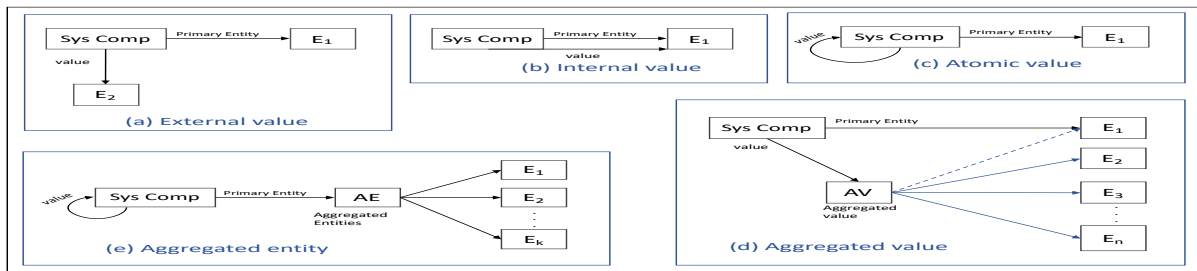 Sys Comp
Primary Entity
E1
value
E2
(a) External value
Sys Comp
Primary Entity
value
E1
(b) Internal value
value
Sys Comp
Primary Entity
E1
(c) Atomic value
value
Sys Comp
Primary Entity
AE
Aggregated
Entities
E1
E2
Ek
(e) Aggregated entity
Sys Comp
Primary Entity
value
AV
Aggregated
value
E1
E2
E3
En
(d) Aggregated value